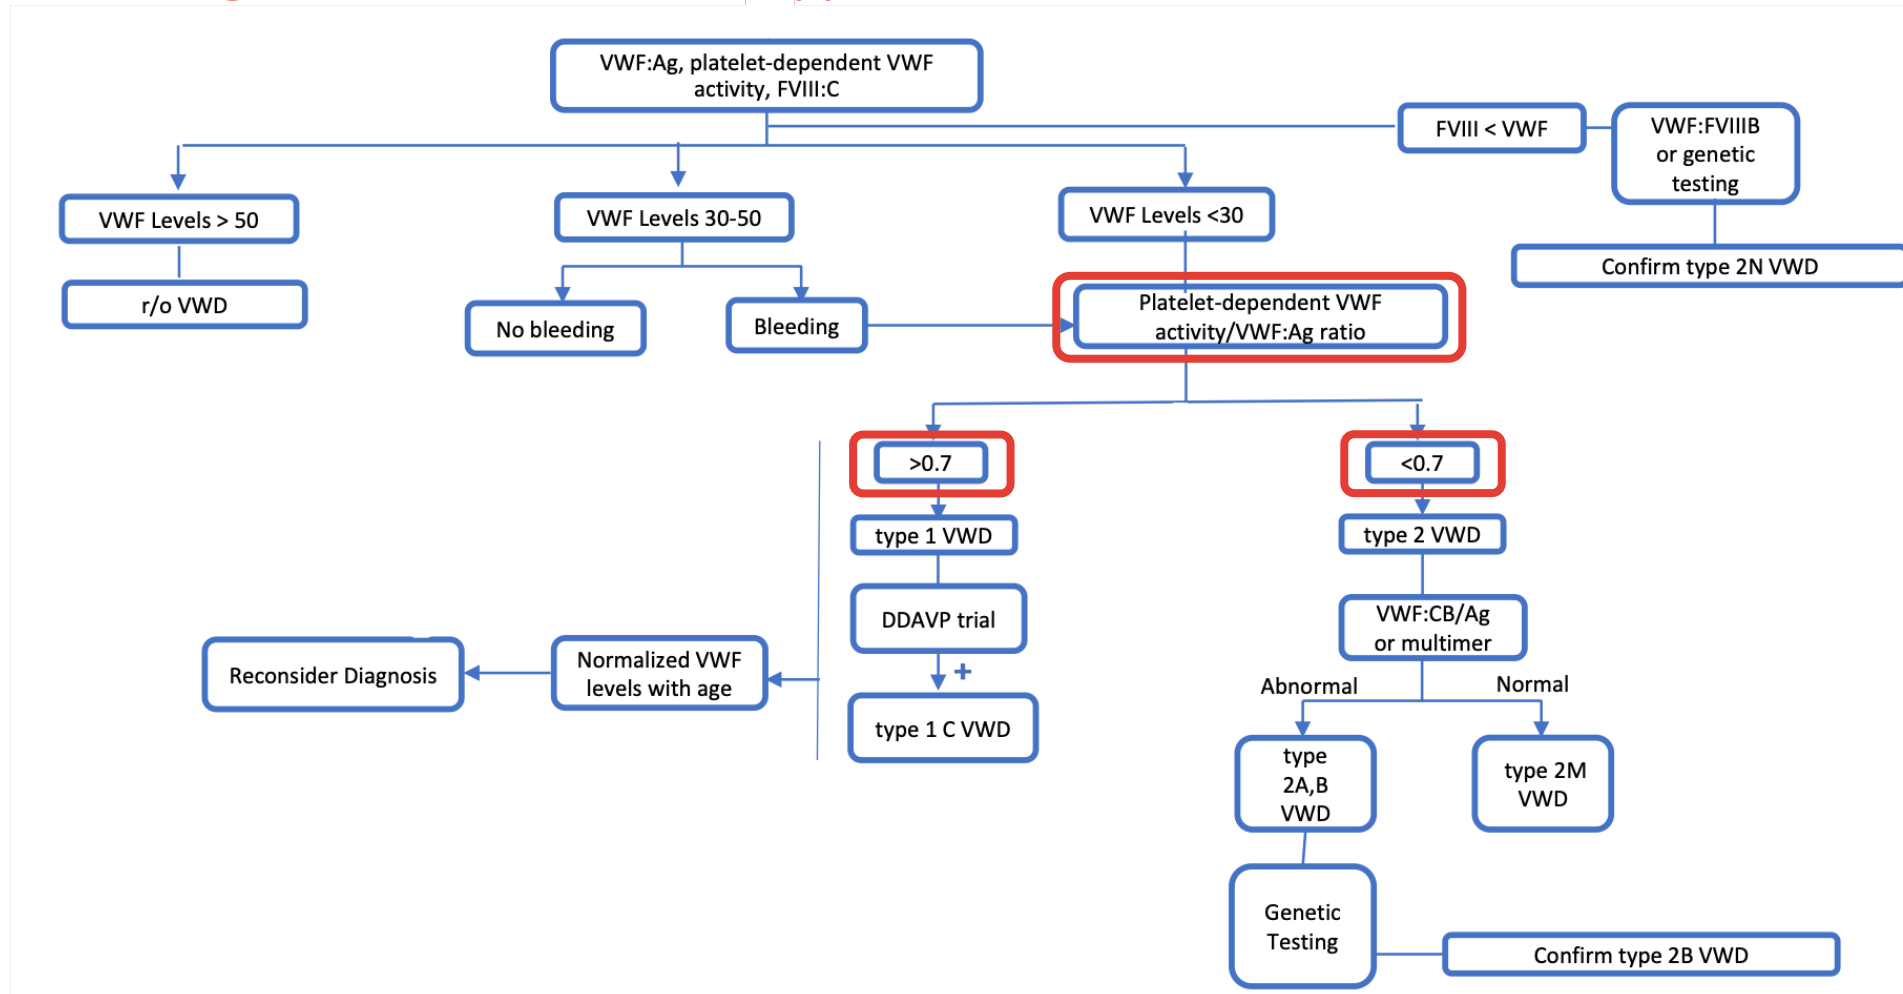 VWF:Ag, platelet-dependent VWF
activity, FVIII:C
FVIII < VWF
VWF:FVIIIB
or genetic
testing
Confirm type 2N VWD
VWF Levels > 50
r/o VWD
VWF Levels 30-50
No bleeding
Bleeding
VWF Levels <30
Platelet-dependent VWF
activity/VWF:Ag ratio
>0.7
type 1 VWD
DDAVP trial
+
type 1 C VWD
Normalized VWF
levels with age
Reconsider Diagnosis
<0.7
type 2 VWD
VWF:CB/Ag
or multimer
Abnormal
Normal
type
2A,B
VWD
type 2M
VWD
Genetic
Testing
Confirm type 2B VWD